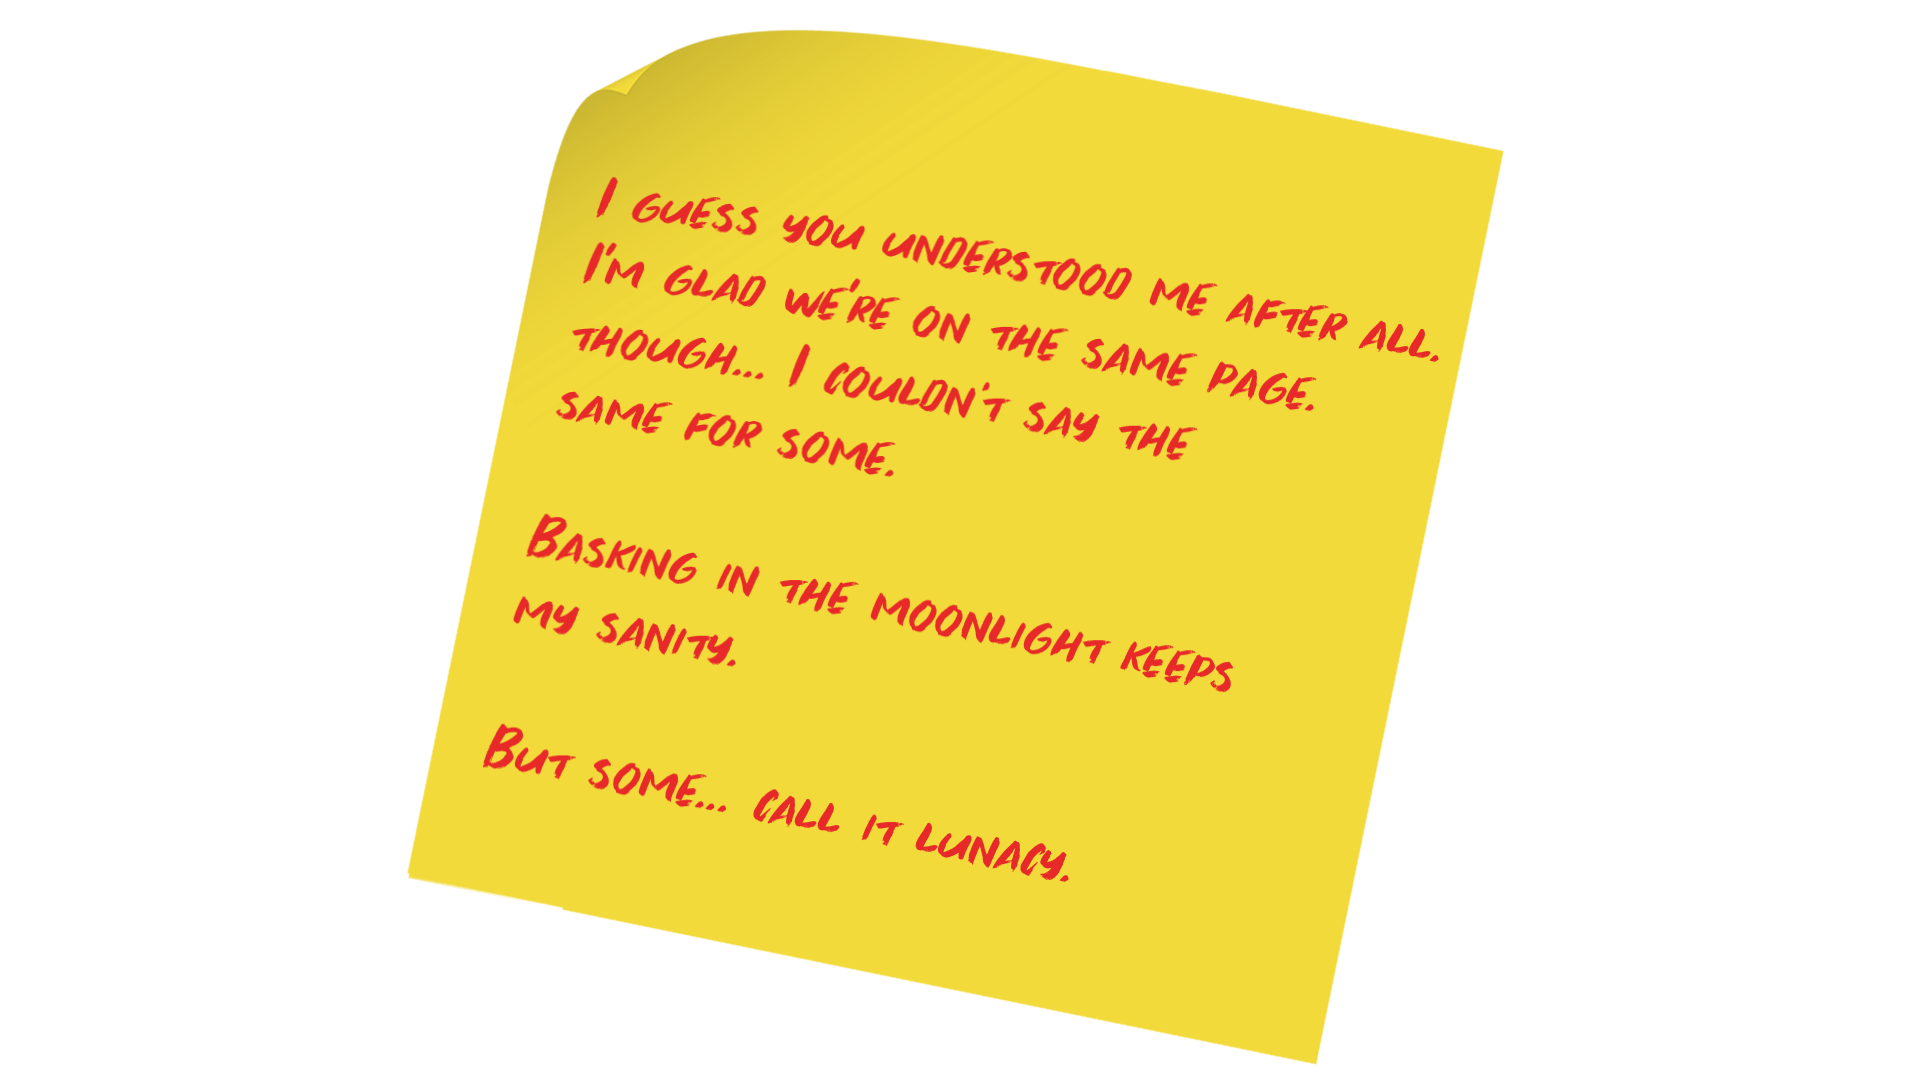 I guess you understood me after all.
I'm glad we're on the same page.
though... I couldn't say the
same for some.
Basking in the moonlight keeps
my sanity.
But some... call it lunacy.